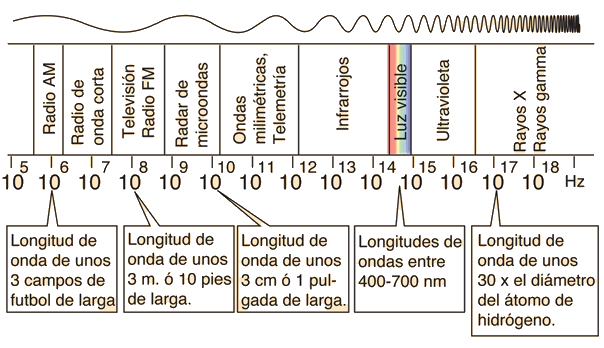 Radio AM
Radio de
onda corta
Televisión
Radio FM
Radar de
microondas
Ondas
milimétricas,
Telemetría
Infrarrojos
Luz visible
Ultravioleta
Rayos X
Rayos gamma
10^5 10^6 10^7 10^8 10^9 10^10 10^11 10^12 10^13 10^14 10^15 10^16 10^17 10^18 Hz
Longitud de
onda de unos
3 campos de
futbol de larga
Longitud de
onda de unos
3 m. ó 10 pies
de larga.
Longitud de
onda de unos
3 cm ó 1 pul-
gada de larga.
Longitudes de
ondas entre
400-700 nm
Longitud de
onda de unos
30 x el diámetro
del átomo de
hidrógeno.